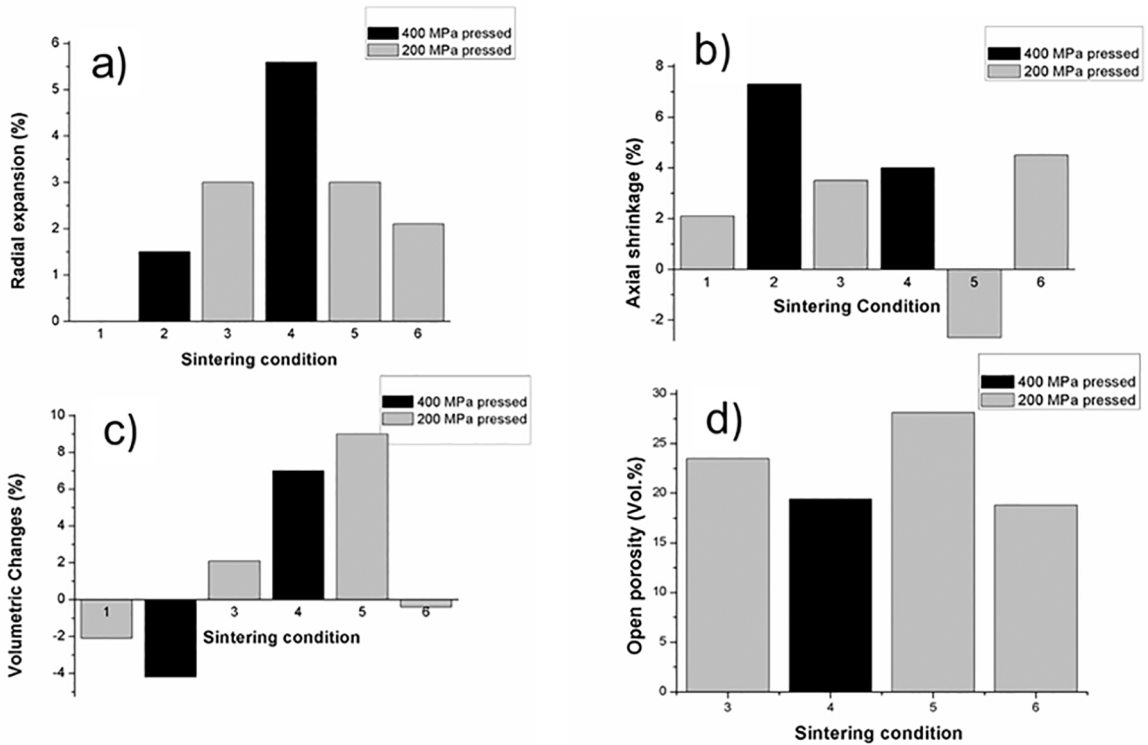 a)
400 MPa pressed
200 MPa pressed
Radial expansion (%)
6
5
4
3
2
1
0
1 2 3 4 5 6
Sintering condition
b)
400 MPa pressed
200 MPa pressed
Axial shrinkage (%)
8
6
4
2
0
-2
1 2 3 4 5 6
Sintering Condition
c)
400 MPa pressed
200 MPa pressed
Volumetric Changes (%)
10
8
6
4
2
0
-2
-4
1 3 4 5 6
Sintering condition
d)
400 MPa pressed
200 MPa pressed
Open porosity (Vol.%)
30
25
20
15
10
5
0
3 4 5 6
Sintering condition